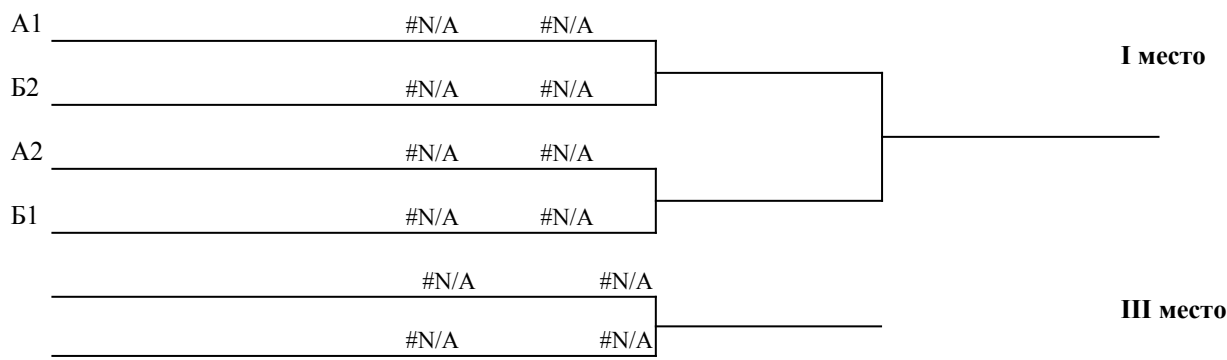 А1 #N/A #N/A
I место
Б2 #N/A #N/A
А2 #N/A #N/A
Б1 #N/A #N/A
#N/A #N/A
III место
#N/A #N/A